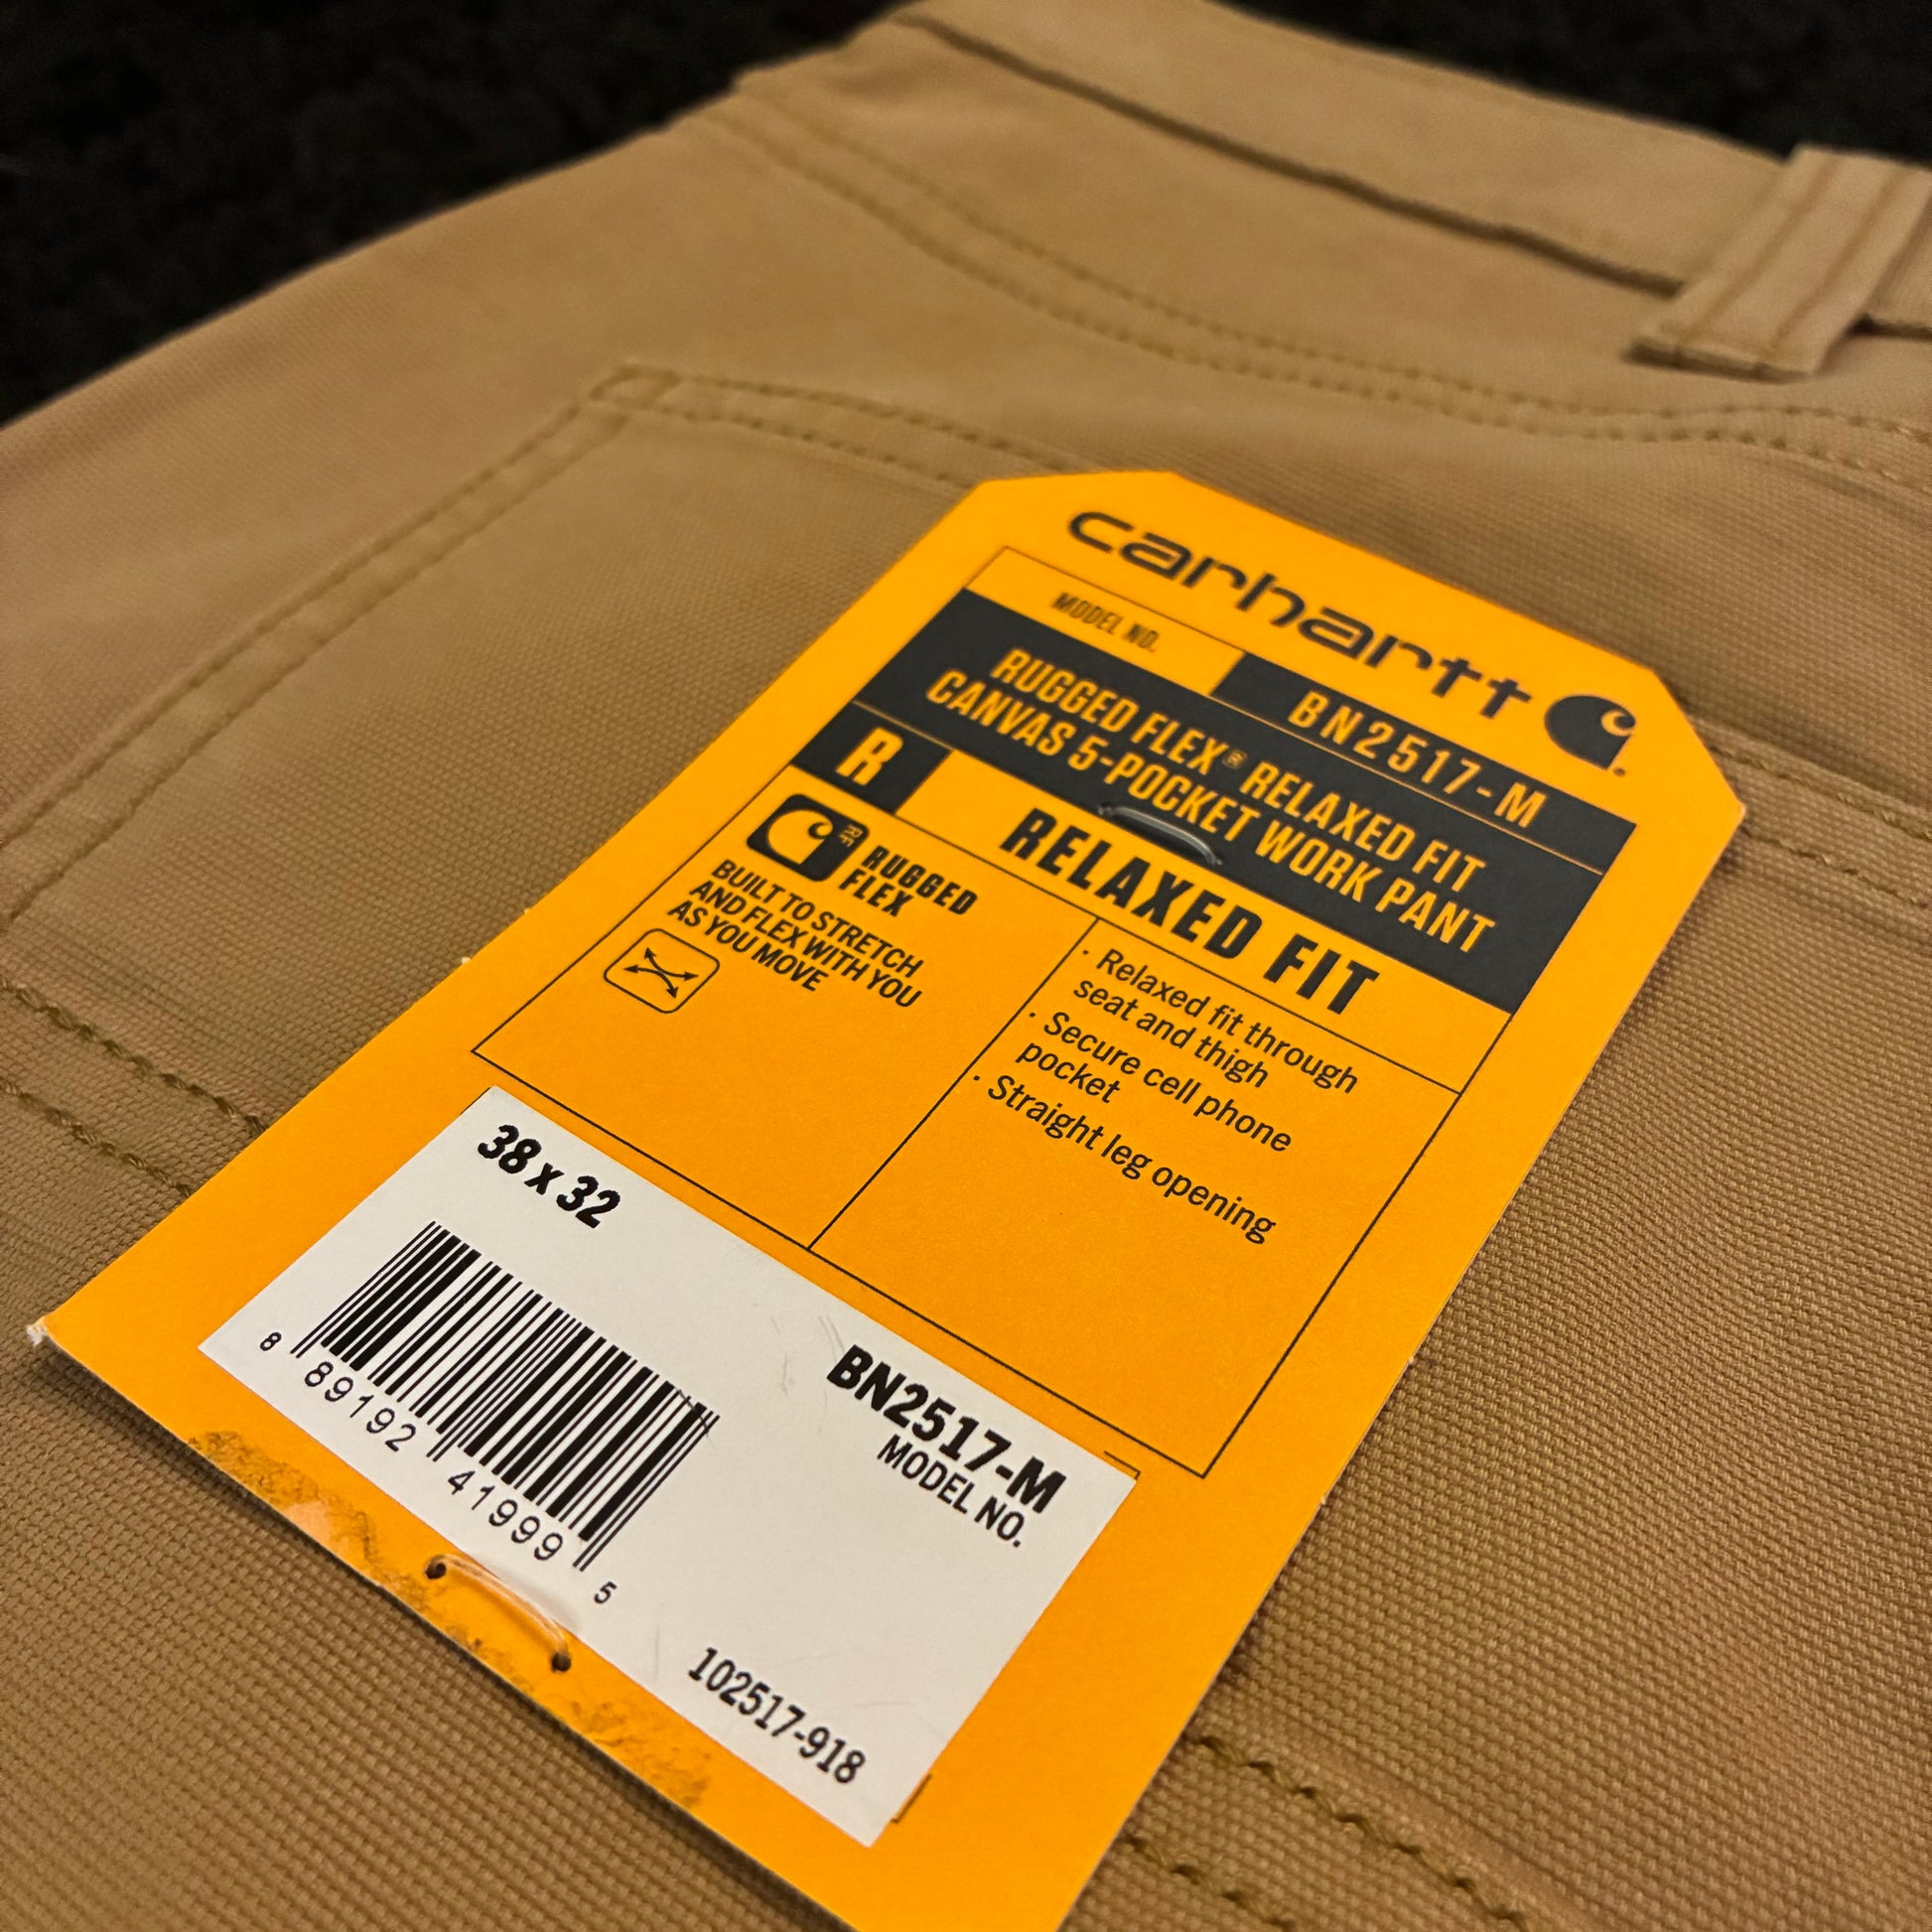 carhartt
MODEL NO.
BN2517-M
RUGGED FLEX® RELAXED FIT
CANVAS 5-POCKET WORK PANT
R
RELAXED FIT
RF
RUGGED
FLEX
BUILT TO STRETCH
AND FLEX WITH YOU
AS YOU MOVE
· Relaxed fit through
seat and thigh
· Secure cell phone
pocket
· Straight leg opening
38 x 32
8 89192 41999 5
BN2517-M
MODEL NO.
102517-918